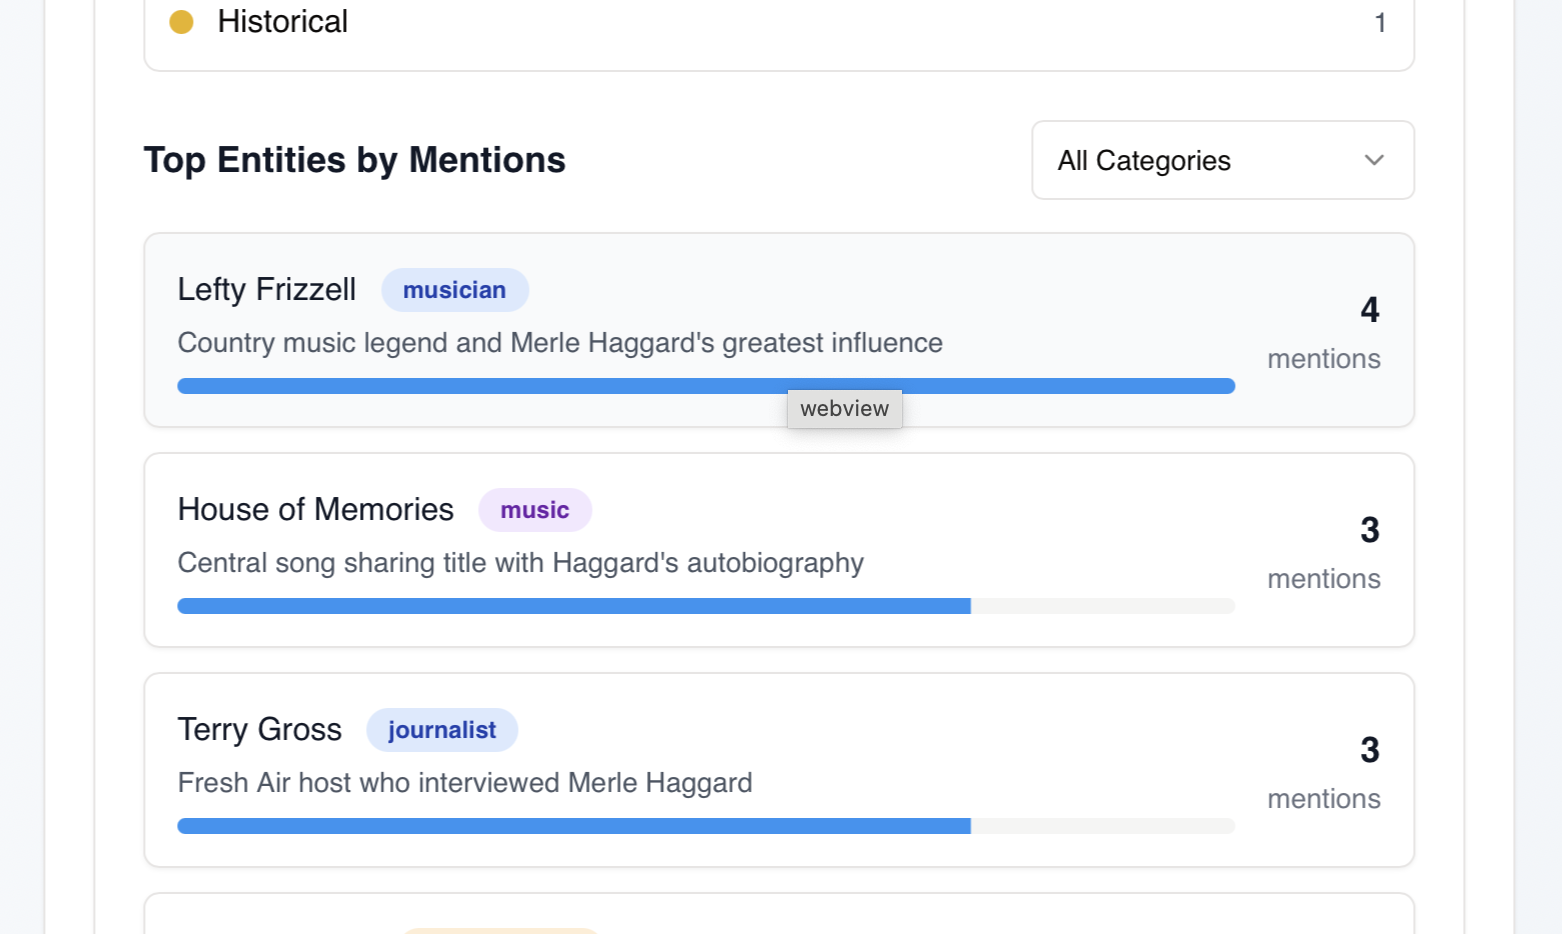 Historical 1
Top Entities by Mentions
All Categories
Lefty Frizzell musician
Country music legend and Merle Haggard's greatest influence
4
mentions
webview
House of Memories music
Central song sharing title with Haggard's autobiography
3
mentions
Terry Gross journalist
Fresh Air host who interviewed Merle Haggard
3
mentions